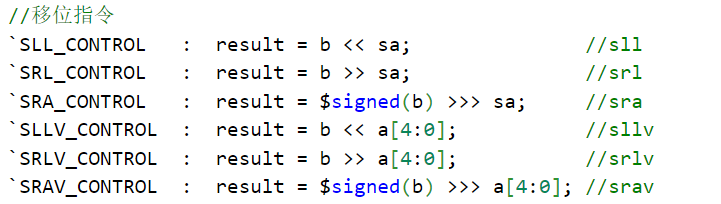 //移位指令
`SLL_CONTROL   :  result = b << sa;              //sll
`SRL_CONTROL   :  result = b >> sa;              //srl
`SRA_CONTROL   :  result = $signed(b) >>> sa;     //sra
`SLLV_CONTROL  :  result = b << a[4:0];          //sllv
`SRLV_CONTROL  :  result = b >> a[4:0];          //srlv
`SRAV_CONTROL  :  result = $signed(b) >>> a[4:0]; //srav